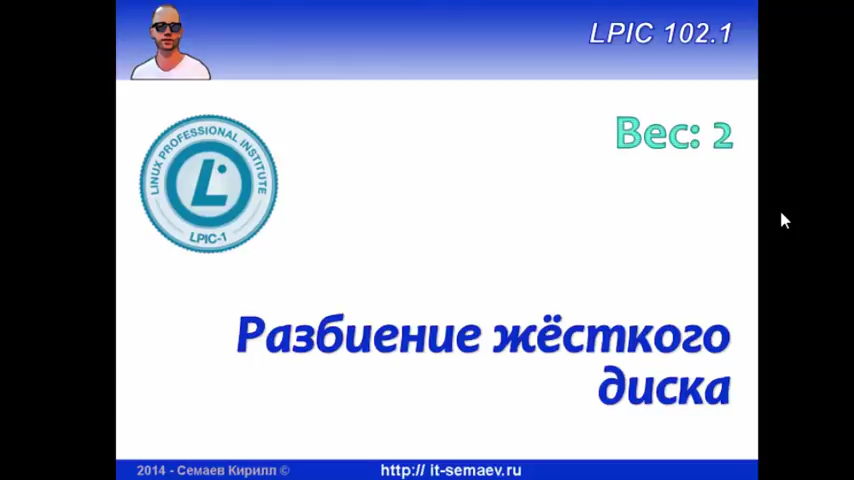 LPIC 102.1
Вес: 2
LINUX PROFESSIONAL INSTITUTE
L
LPIC-1
Разбиение жёсткого
диска
2014 - Семаев Кирилл ©
http:// it-semaev.ru